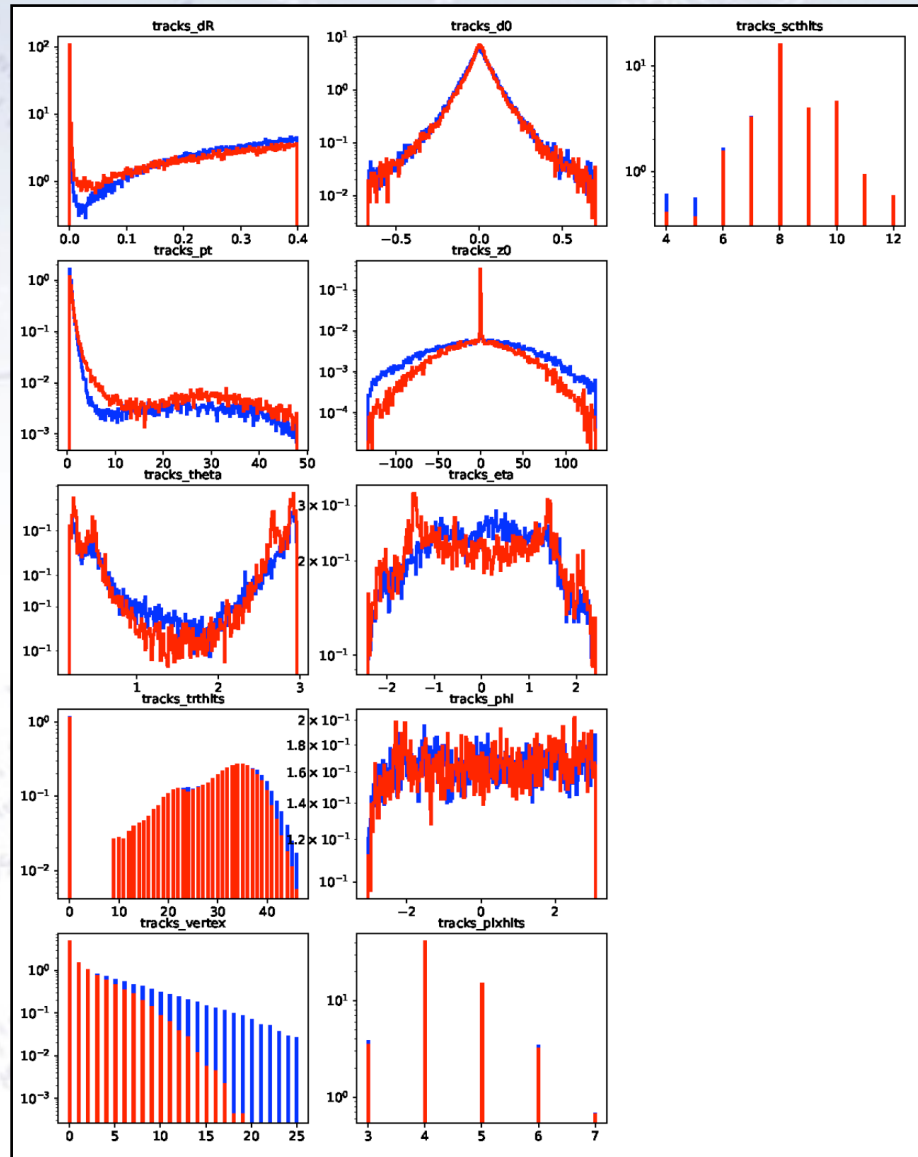 tracks_dR
10²
10¹
10⁰
0.0 0.1 0.2 0.3 0.4
tracks_d0
10¹
10⁰
10⁻¹
10⁻²
−0.5 0.0 0.5
tracks_scthits
10¹
10⁰
4 6 8 10 12
tracks_pt
10⁰
10⁻¹
10⁻²
10⁻³
0 10 20 30 40 50
tracks_z0
10⁻¹
10⁻²
10⁻³
10⁻⁴
−100 −50 0 50 100
tracks_theta
10⁻¹
10⁻¹
10⁻¹
10⁻¹
1 2 3
tracks_eta
3 × 10⁻¹
2 × 10⁻¹
10⁻¹
−2 −1 0 1 2
tracks_trthits
10⁰
10⁻¹
10⁻²
0 10 20 30 40
tracks_phi
2 × 10⁻¹
1.8 × 10⁻¹
1.6 × 10⁻¹
1.4 × 10⁻¹
1.2 × 10⁻¹
10⁻¹
−2 0 2
tracks_vertex
10⁰
10⁻¹
10⁻²
10⁻³
0 5 10 15 20 25
tracks_pixhits
10¹
10⁰
3 4 5 6 7